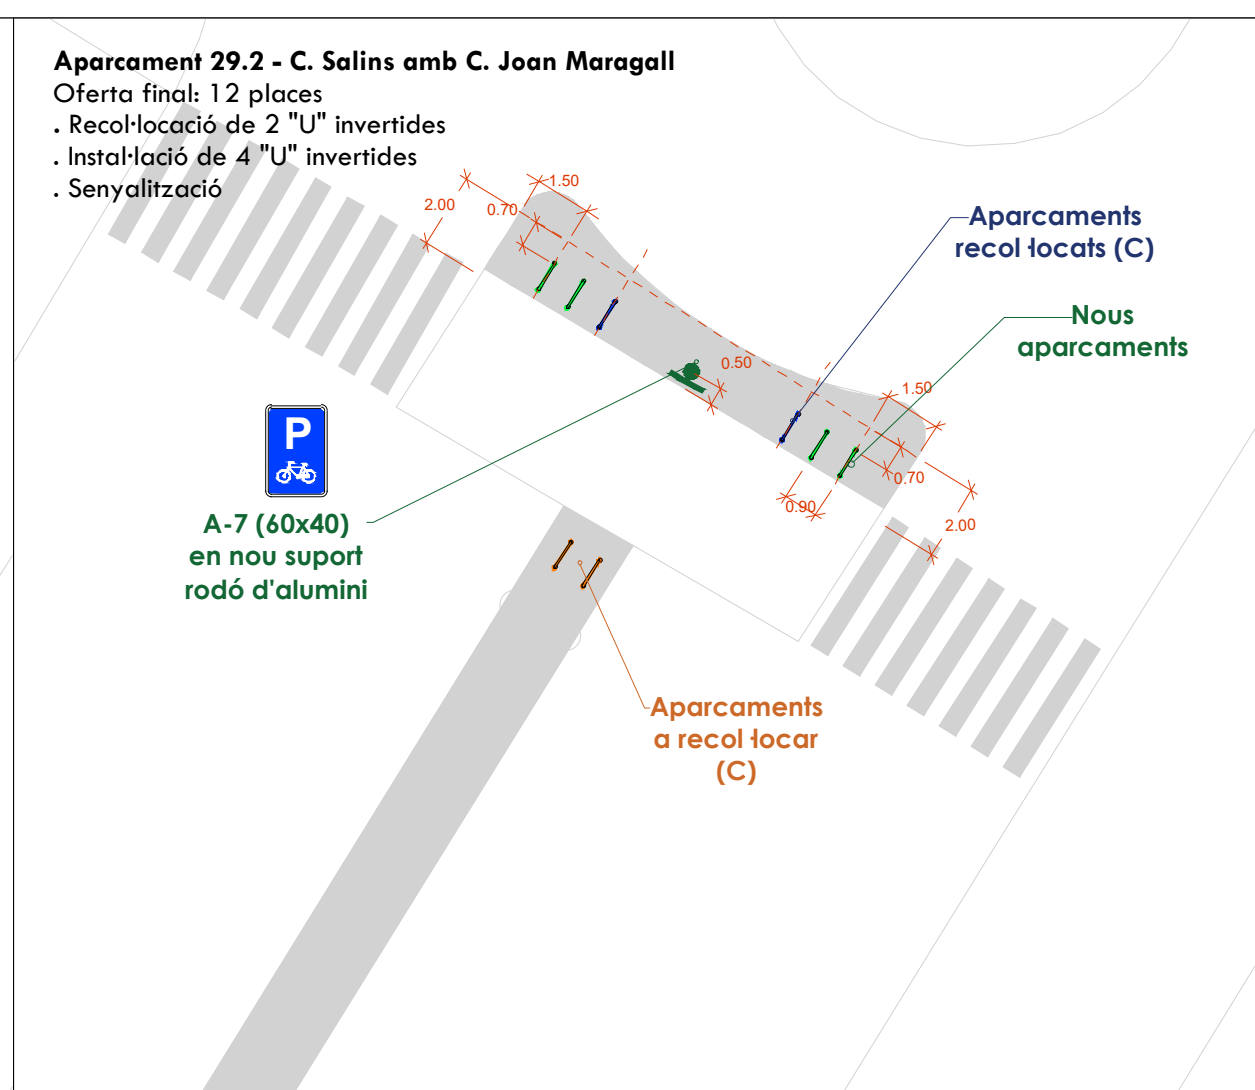 Aparcament 29.2 - C. Salins amb C. Joan Maragall
Oferta final: 12 places
. Recol·locació de 2 "U" invertides
. Instal·lació de 4 "U" invertides
. Senyalització
1.50
2.00
0.70
Aparcaments
recol·locats (C)
Nous
aparcaments
0.50
1.50
P
0.70
0.90
2.00
A-7 (60x40)
en nou suport
rodó d'alumini
Aparcaments
a recol·locar
(C)